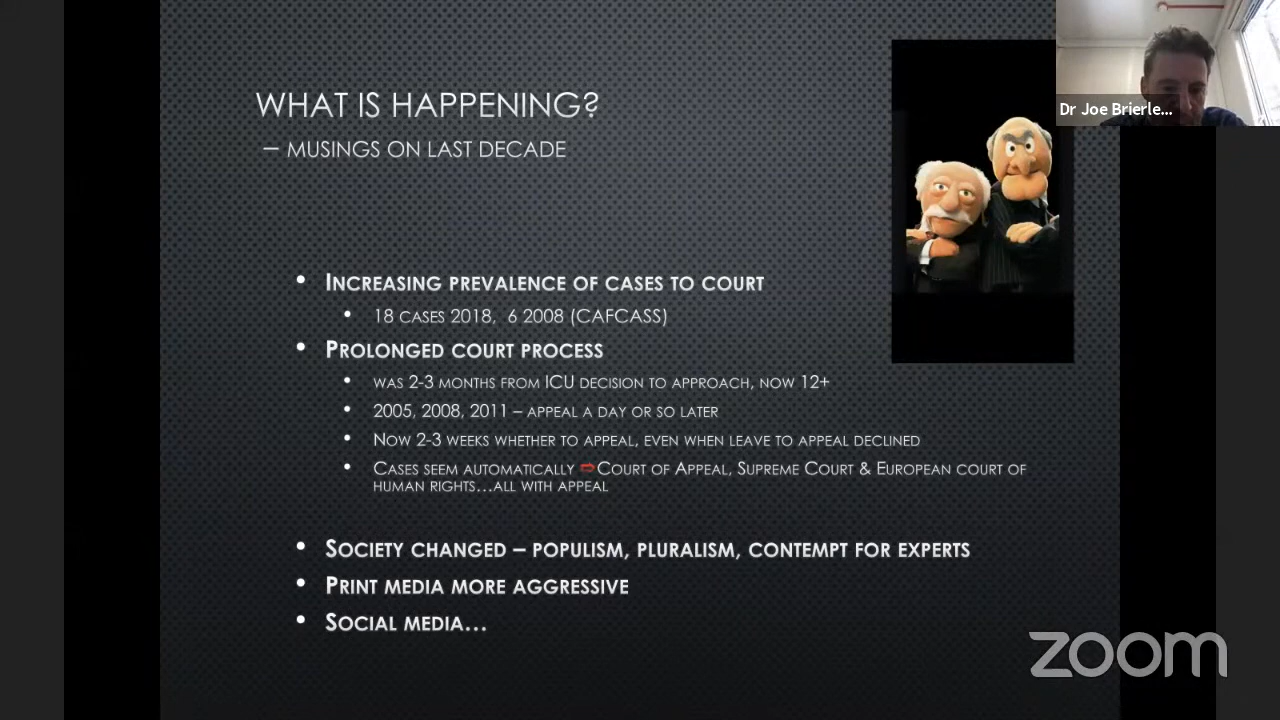 WHAT IS HAPPENING?
– MUSINGS ON LAST DECADE
Dr Joe Brierle...
• INCREASING PREVALENCE OF CASES TO COURT
• 18 CASES 2018, 6 2008 (CAFCASS)
• PROLONGED COURT PROCESS
• WAS 2-3 MONTHS FROM ICU DECISION TO APPROACH, NOW 12+
• 2005, 2008, 2011 – APPEAL A DAY OR SO LATER
• NOW 2-3 WEEKS WHETHER TO APPEAL, EVEN WHEN LEAVE TO APPEAL DECLINED
• CASES SEEM AUTOMATICALLY ⇨COURT OF APPEAL, SUPREME COURT & EUROPEAN COURT OF
HUMAN RIGHTS...ALL WITH APPEAL
• SOCIETY CHANGED – POPULISM, PLURALISM, CONTEMPT FOR EXPERTS
• PRINT MEDIA MORE AGGRESSIVE
• SOCIAL MEDIA...
zoom